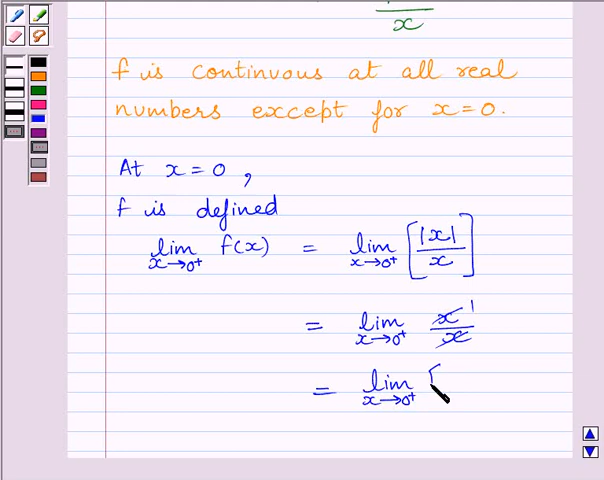 x
f is continuous at all real
numbers except for x=0.
At x=0,
f is defined
lim x→0⁺ f(x) = lim x→0⁺ [|x|/x]
= lim x→0⁺ x/x 1
= lim x→0⁺ [